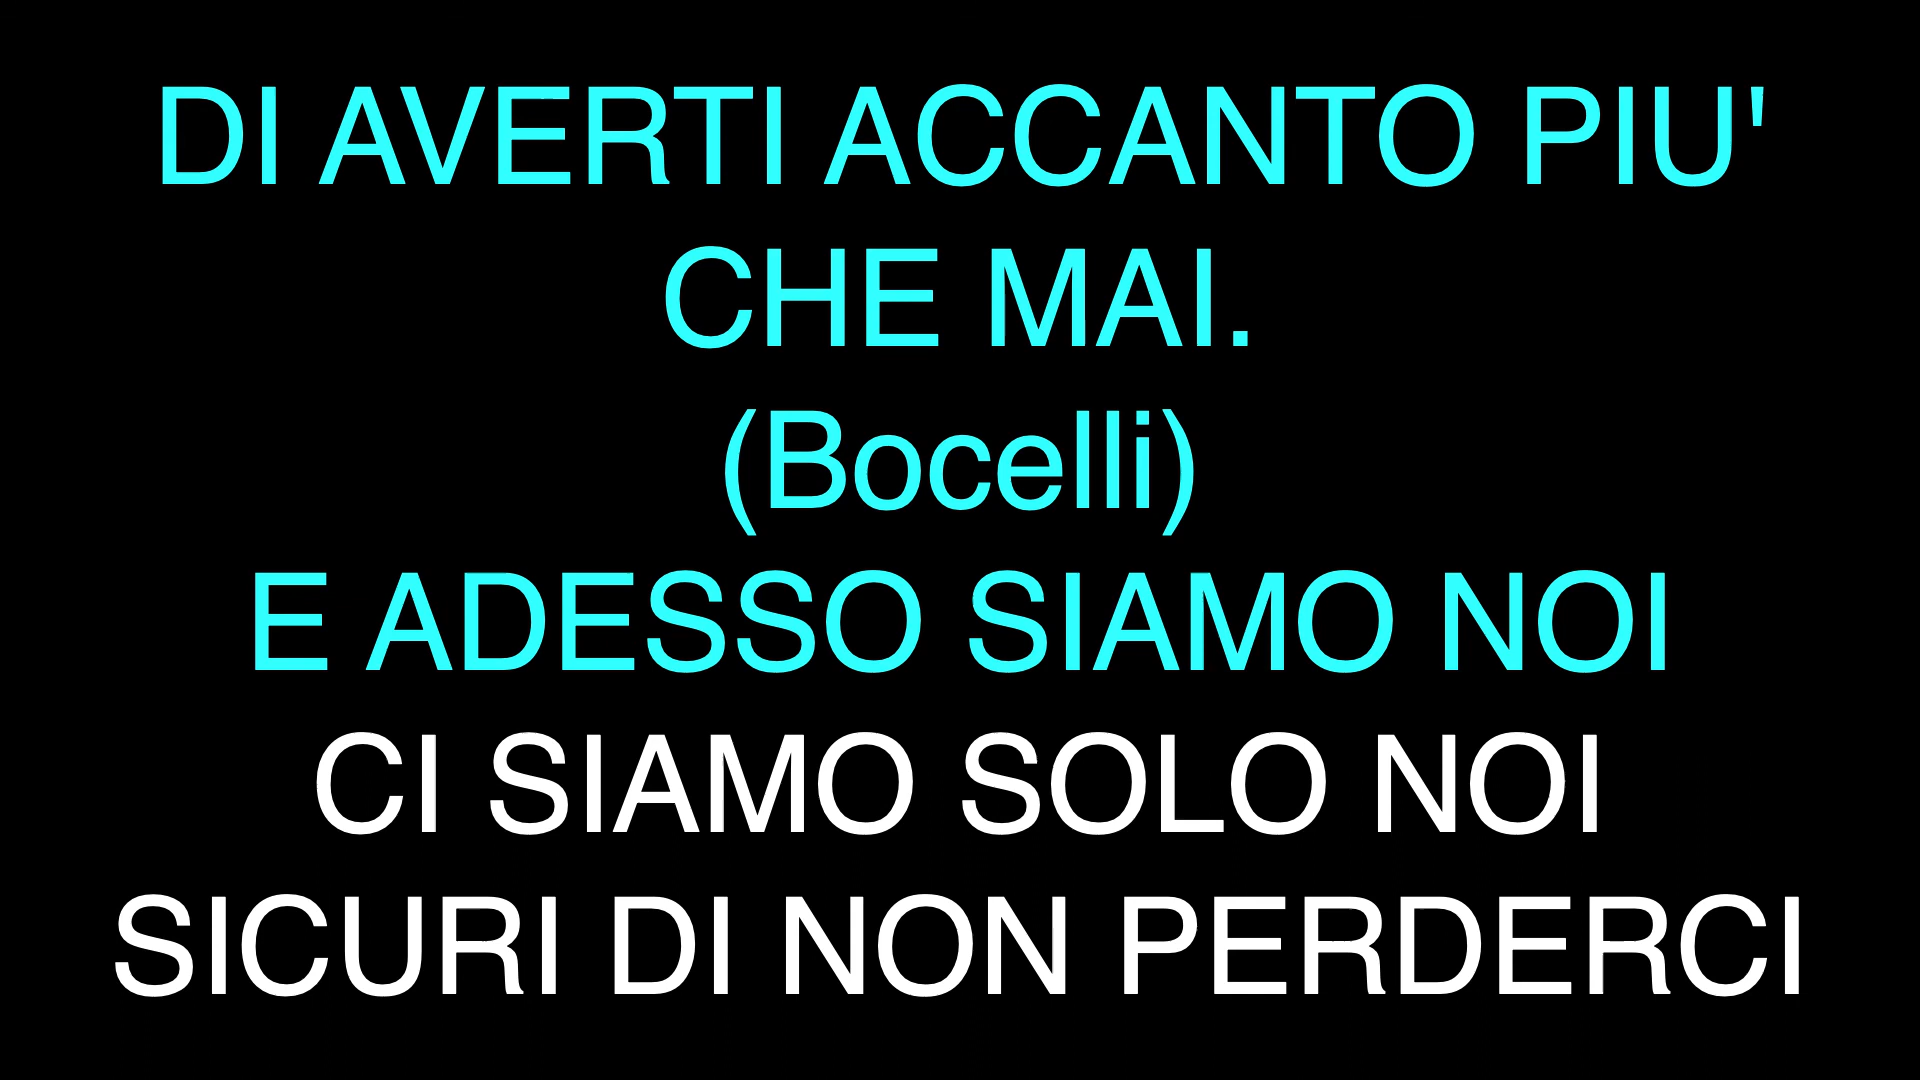 DI AVERTI ACCANTO PIU'
CHE MAI.
(Bocelli)
E ADESSO SIAMO NOI
CI SIAMO SOLO NOI
SICURI DI NON PERDERCI